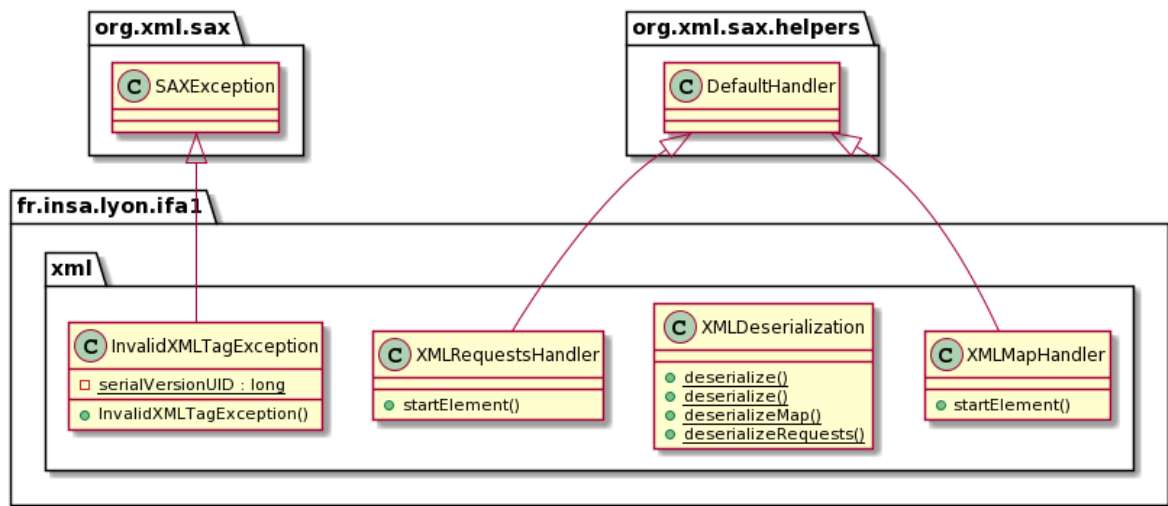 org.xml.sax
org.xml.sax.helpers
C SAXException
C DefaultHandler
fr.insa.lyon.ifa1
xml
C InvalidXMLTagException
serialVersionUID : long
InvalidXMLTagException()
C XMLRequestsHandler
startElement()
C XMLDeserialization
deserialize()
deserialize()
deserializeMap()
deserializeRequests()
C XMLMapHandler
startElement()